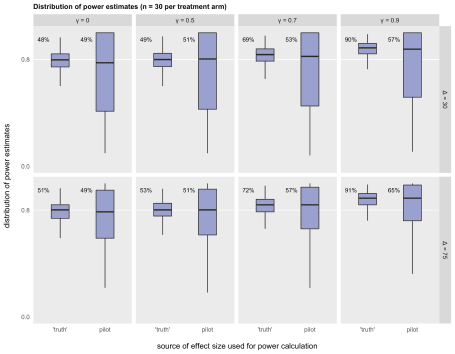 Distribution of power estimates (n = 30 per treatment arm)
γ = 0 γ = 0.5 γ = 0.7 γ = 0.9
48% 49% 49% 51% 69% 53% 90% 57%
0.8
Δ = 30
0.0
51% 49% 53% 51% 72% 57% 91% 65%
0.8
Δ = 75
0.0
'truth' pilot 'truth' pilot 'truth' pilot 'truth' pilot
distribution of power estimates
source of effect size used for power calculation